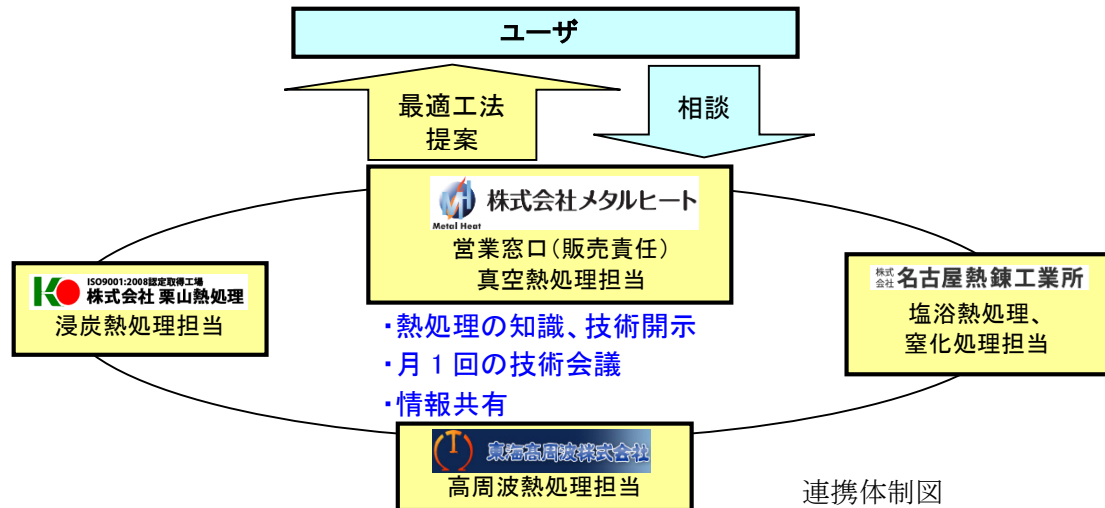 ユーザ
最適工法
提案
相談
MH
Metal Heat
株式会社メタルヒート
営業窓口(販売責任)
真空熱処理担当
ISO9001:2008認定取得工場
株式会社 栗山熱処理
浸炭熱処理担当
株式会社 名古屋熱錬工業所
塩浴熱処理、
窒化処理担当
・熱処理の知識、技術開示
・月1回の技術会議
・情報共有
東海高周波株式会社
高周波熱処理担当
連携体制図